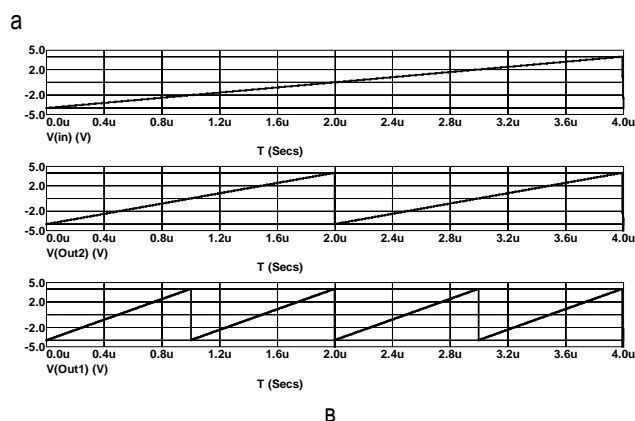 a
5.0
2.0
-2.0
-5.0
0.0u 0.4u 0.8u 1.2u 1.6u 2.0u 2.4u 2.8u 3.2u 3.6u 4.0u
V(in) (V)
T (Secs)
5.0
2.0
-2.0
-5.0
0.0u 0.4u 0.8u 1.2u 1.6u 2.0u 2.4u 2.8u 3.2u 3.6u 4.0u
V(Out2) (V)
T (Secs)
5.0
2.0
-2.0
-5.0
0.0u 0.4u 0.8u 1.2u 1.6u 2.0u 2.4u 2.8u 3.2u 3.6u 4.0u
V(Out1) (V)
T (Secs)
B